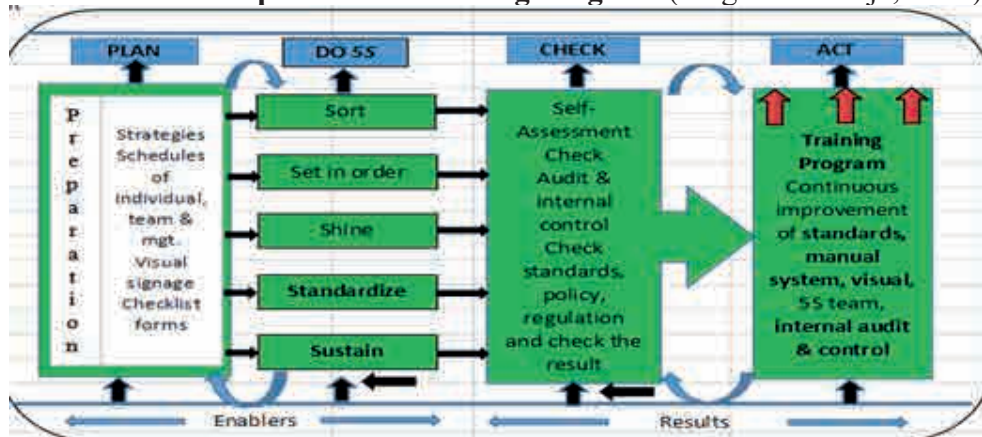 PLAN
DO 5S
CHECK
ACT
P
r
e
p
a
r
a
t
i
o
n
Strategies
Schedules
of
individual,
team &
mgt.
Visual
signage
Checklist
forms
Sort
Set in order
Shine
Standardize
Sustain
Self-
Assessment
Check
Audit &
internal
control
Check
standards,
policy,
regulation
and check the
result
Training
Program
Continuous
improvement
of standards,
manual
system, visual,
5S team,
internal audit
& control
Enablers
Results